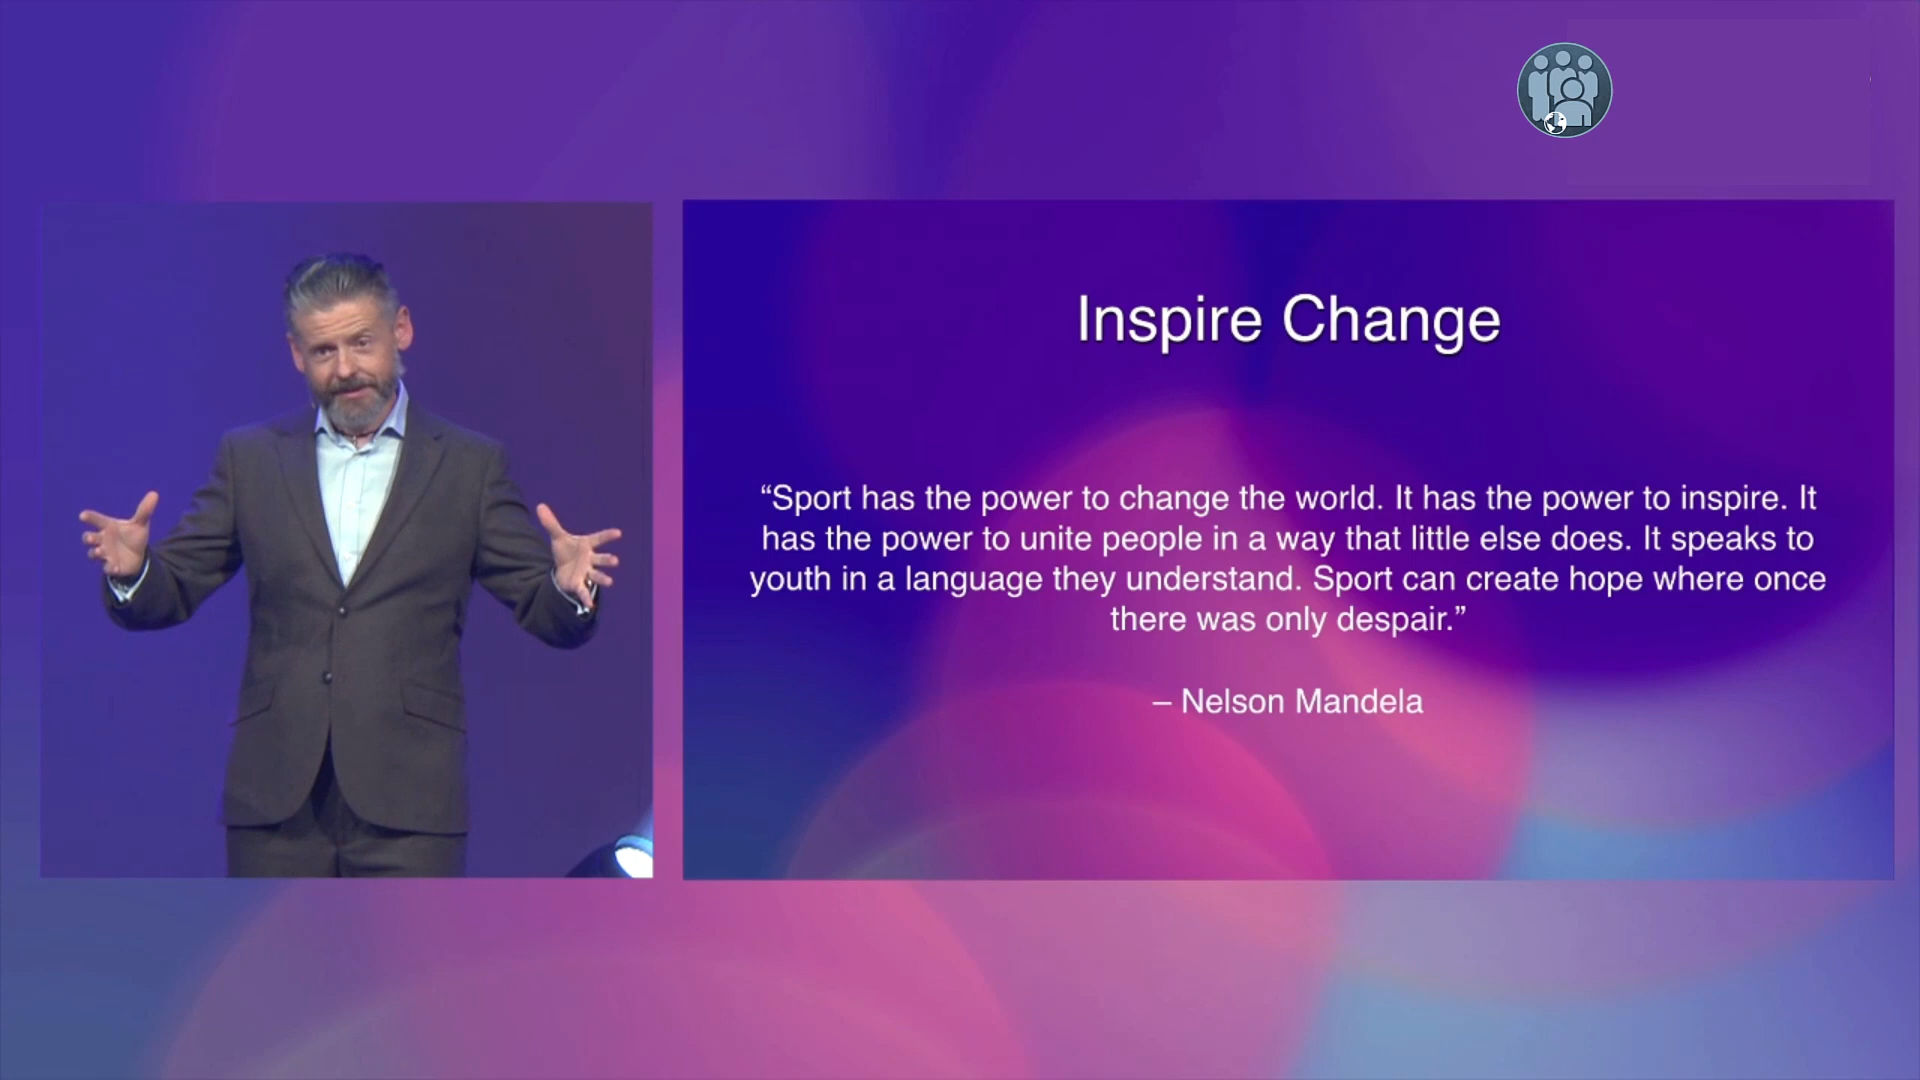 Inspire Change
“Sport has the power to change the world. It has the power to inspire. It
has the power to unite people in a way that little else does. It speaks to
youth in a language they understand. Sport can create hope where once
there was only despair.”
– Nelson Mandela